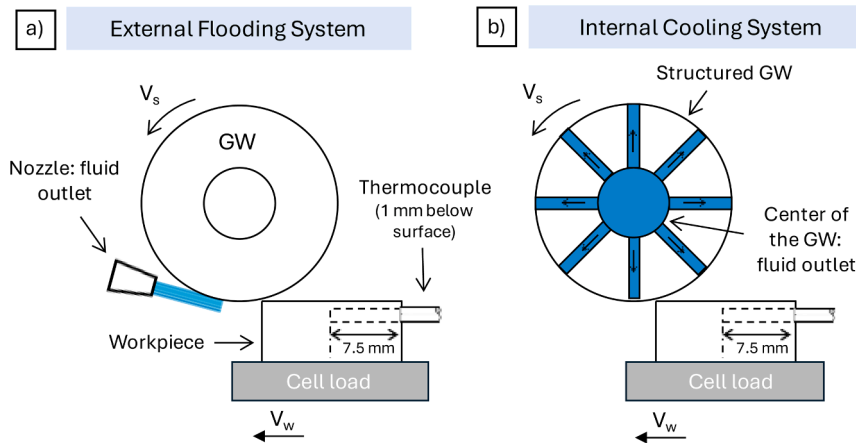 a)
External Flooding System
Vs
GW
Nozzle: fluid
outlet
Thermocouple
(1 mm below
surface)
Workpiece
7.5 mm
Cell load
Vw
b)
Internal Cooling System
Structured GW
Vs
Center of
the GW:
fluid outlet
7.5 mm
Cell load
Vw